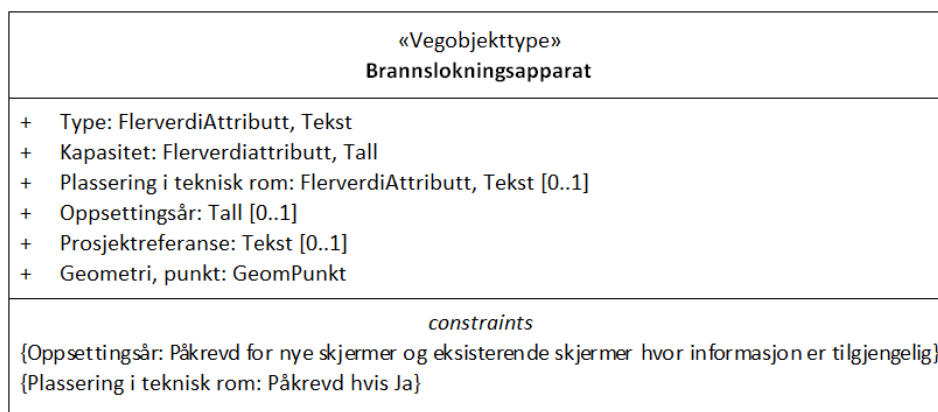 «Vegobjekttype»
Brannslokningsapparat
+ Type: FlerverdiAttributt, Tekst
+ Kapasitet: Flerverdiattributt, Tall
+ Plassering i teknisk rom: FlerverdiAttributt, Tekst [0..1]
+ Oppsettingsår: Tall [0..1]
+ Prosjektreferanse: Tekst [0..1]
+ Geometri, punkt: GeomPunkt
constraints
{Oppsettingsår: Påkrevd for nye skjermer og eksisterende skjermer hvor informasjon er tilgjengelig}
{Plassering i teknisk rom: Påkrevd hvis Ja}